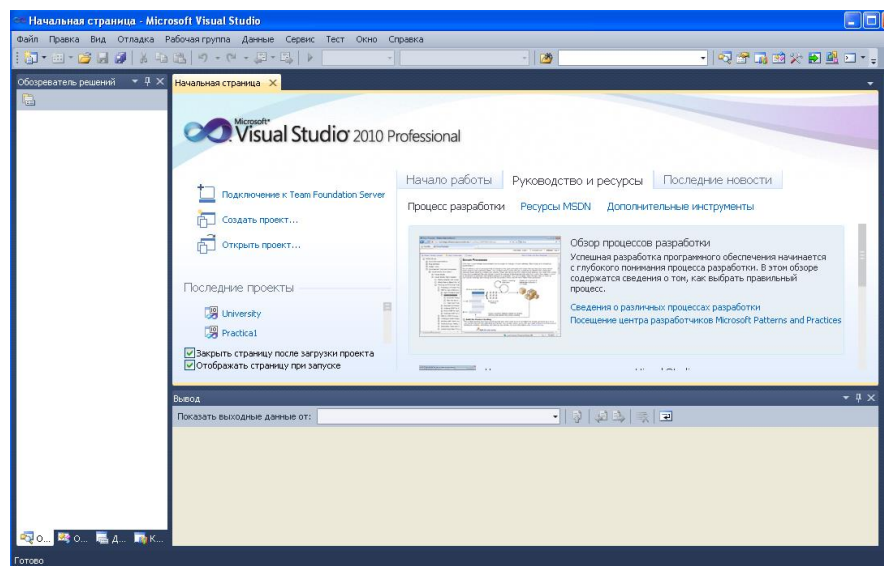 Начальная страница - Microsoft Visual Studio
Файл Правка Вид Отладка Рабочая группа Данные Сервис Тест Окно Справка
Обозреватель решений
Начальная страница
Microsoft
Visual Studio 2010 Professional
Подключение к Team Foundation Server
Создать проект...
Открыть проект...
Последние проекты
University
Practical
Закрыть страницу после загрузки проекта
Отображать страницу при запуске
Начало работы Руководство и ресурсы Последние новости
Процесс разработки Ресурсы MSDN Дополнительные инструменты
Обзор процессов разработки
Успешная разработка программного обеспечения начинается
с глубокого понимания процесса разработки. В этом обзоре
содержатся сведения о том, как выбрать правильный
процесс.
Сведения о различных процессах разработки
Посещение центра разработчиков Microsoft Patterns and Practices
Вывод
Показать выходные данные от:
О... О... Д... К...
Готово